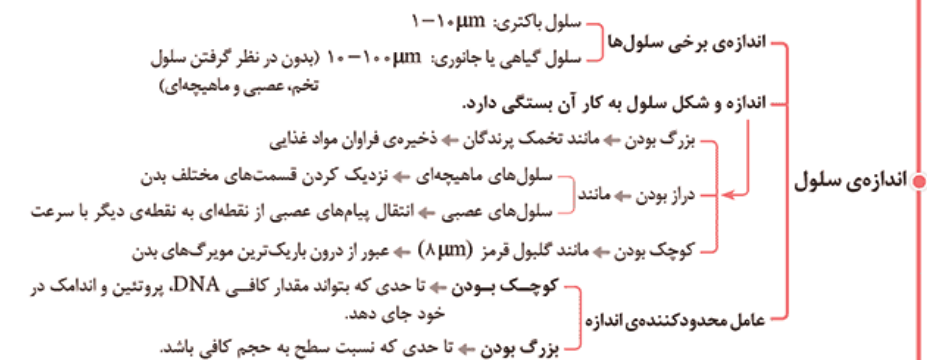 اندازه‌ی سلول
اندازه‌ی برخی سلول‌ها
سلول باکتری: ۱–۱۰μm
سلول گیاهی یا جانوری: ۱۰–۱۰۰μm (بدون در نظر گرفتن سلول
تخم، عصبی و ماهیچه‌ای)
اندازه و شکل سلول به کار آن بستگی دارد.
بزرگ بودن ← مانند تخمک پرندگان ← ذخیره‌ی فراوان مواد غذایی
دراز بودن ← مانند
سلول‌های ماهیچه‌ای ← نزدیک کردن قسمت‌های مختلف بدن
سلول‌های عصبی ← انتقال پیام‌های عصبی از نقطه‌ای به نقطه‌ی دیگر با سرعت
کوچک بودن ← مانند گلبول قرمز (۸μm) ← عبور از درون باریک‌ترین مویرگ‌های بدن
عامل محدودکننده‌ی اندازه
کوچک بودن ← تا حدی که بتواند مقدار کافی DNA، پروتئین و اندامک در
خود جای دهد.
بزرگ بودن ← تا حدی که نسبت سطح به حجم کافی باشد.